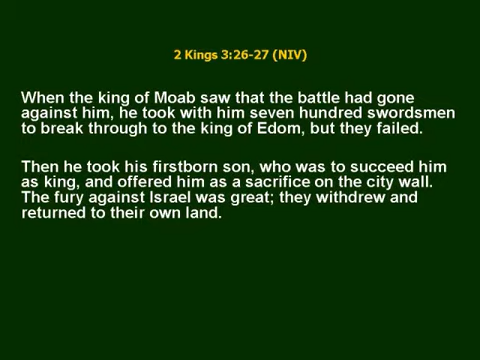 2 Kings 3:26-27 (NIV)
When the king of Moab saw that the battle had gone
against him, he took with him seven hundred swordsmen
to break through to the king of Edom, but they failed.
Then he took his firstborn son, who was to succeed him
as king, and offered him as a sacrifice on the city wall.
The fury against Israel was great; they withdrew and
returned to their own land.